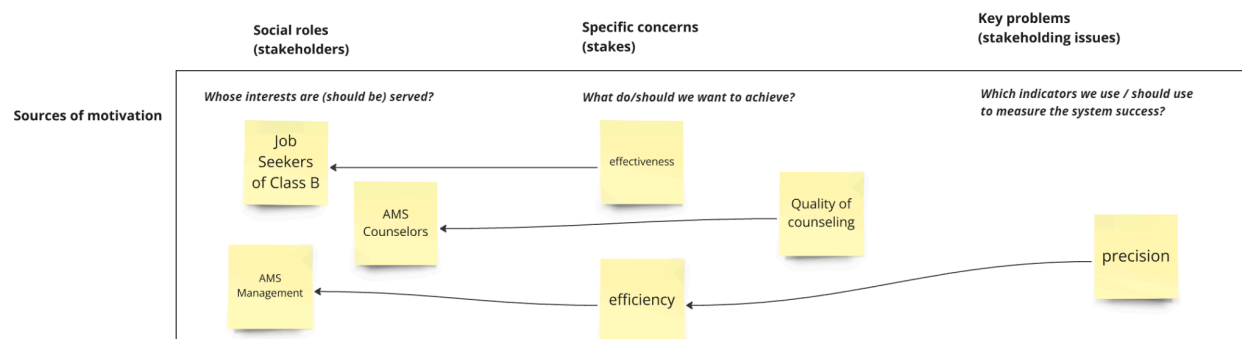 Social roles
(stakeholders)
Specific concerns
(stakes)
Key problems
(stakeholding issues)
Sources of motivation
Whose interests are (should be) served?
What do/should we want to achieve?
Which indicators we use / should use
to measure the system success?
Job
Seekers
of Class B
effectiveness
AMS
Counselors
Quality of
counseling
AMS
Management
efficiency
precision